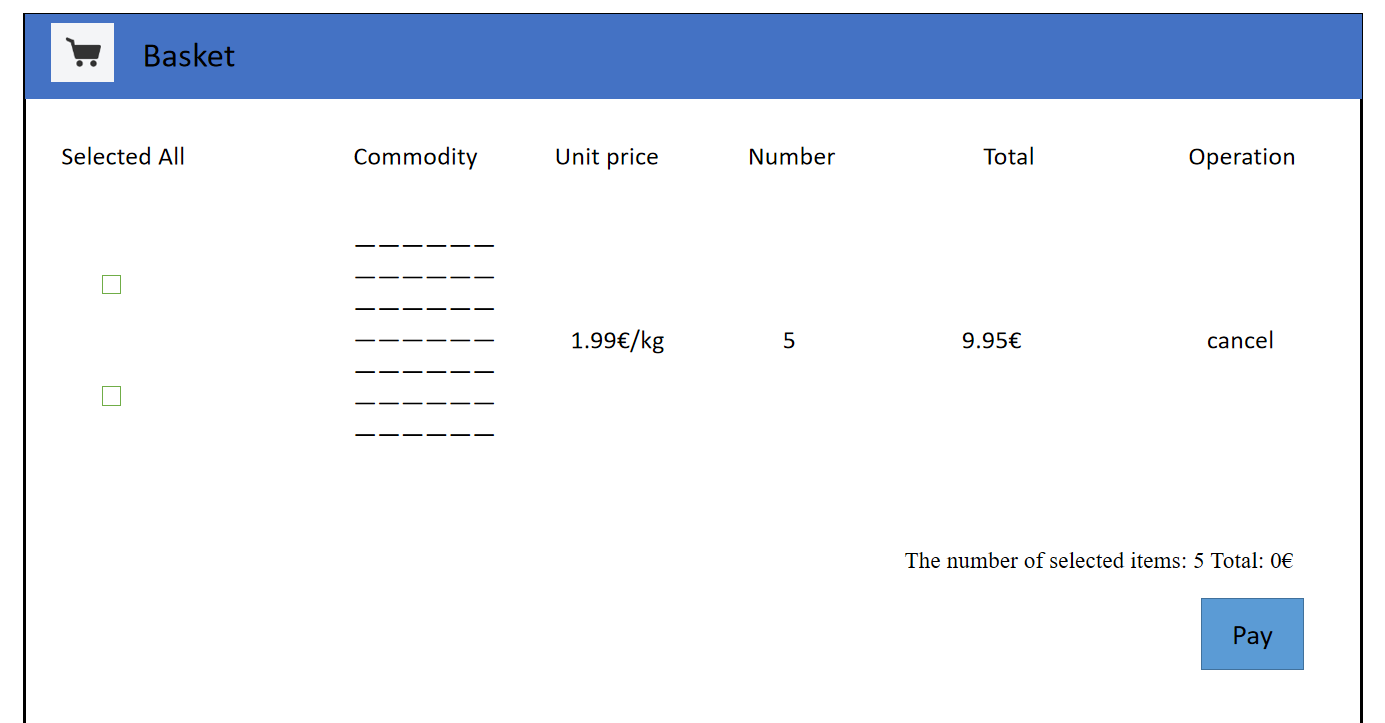 Basket
Selected All Commodity Unit price Number Total Operation
——————
——————
——————
1.99€/kg 5 9.95€ cancel
——————
——————
——————
——————
The number of selected items: 5 Total: 0€
Pay